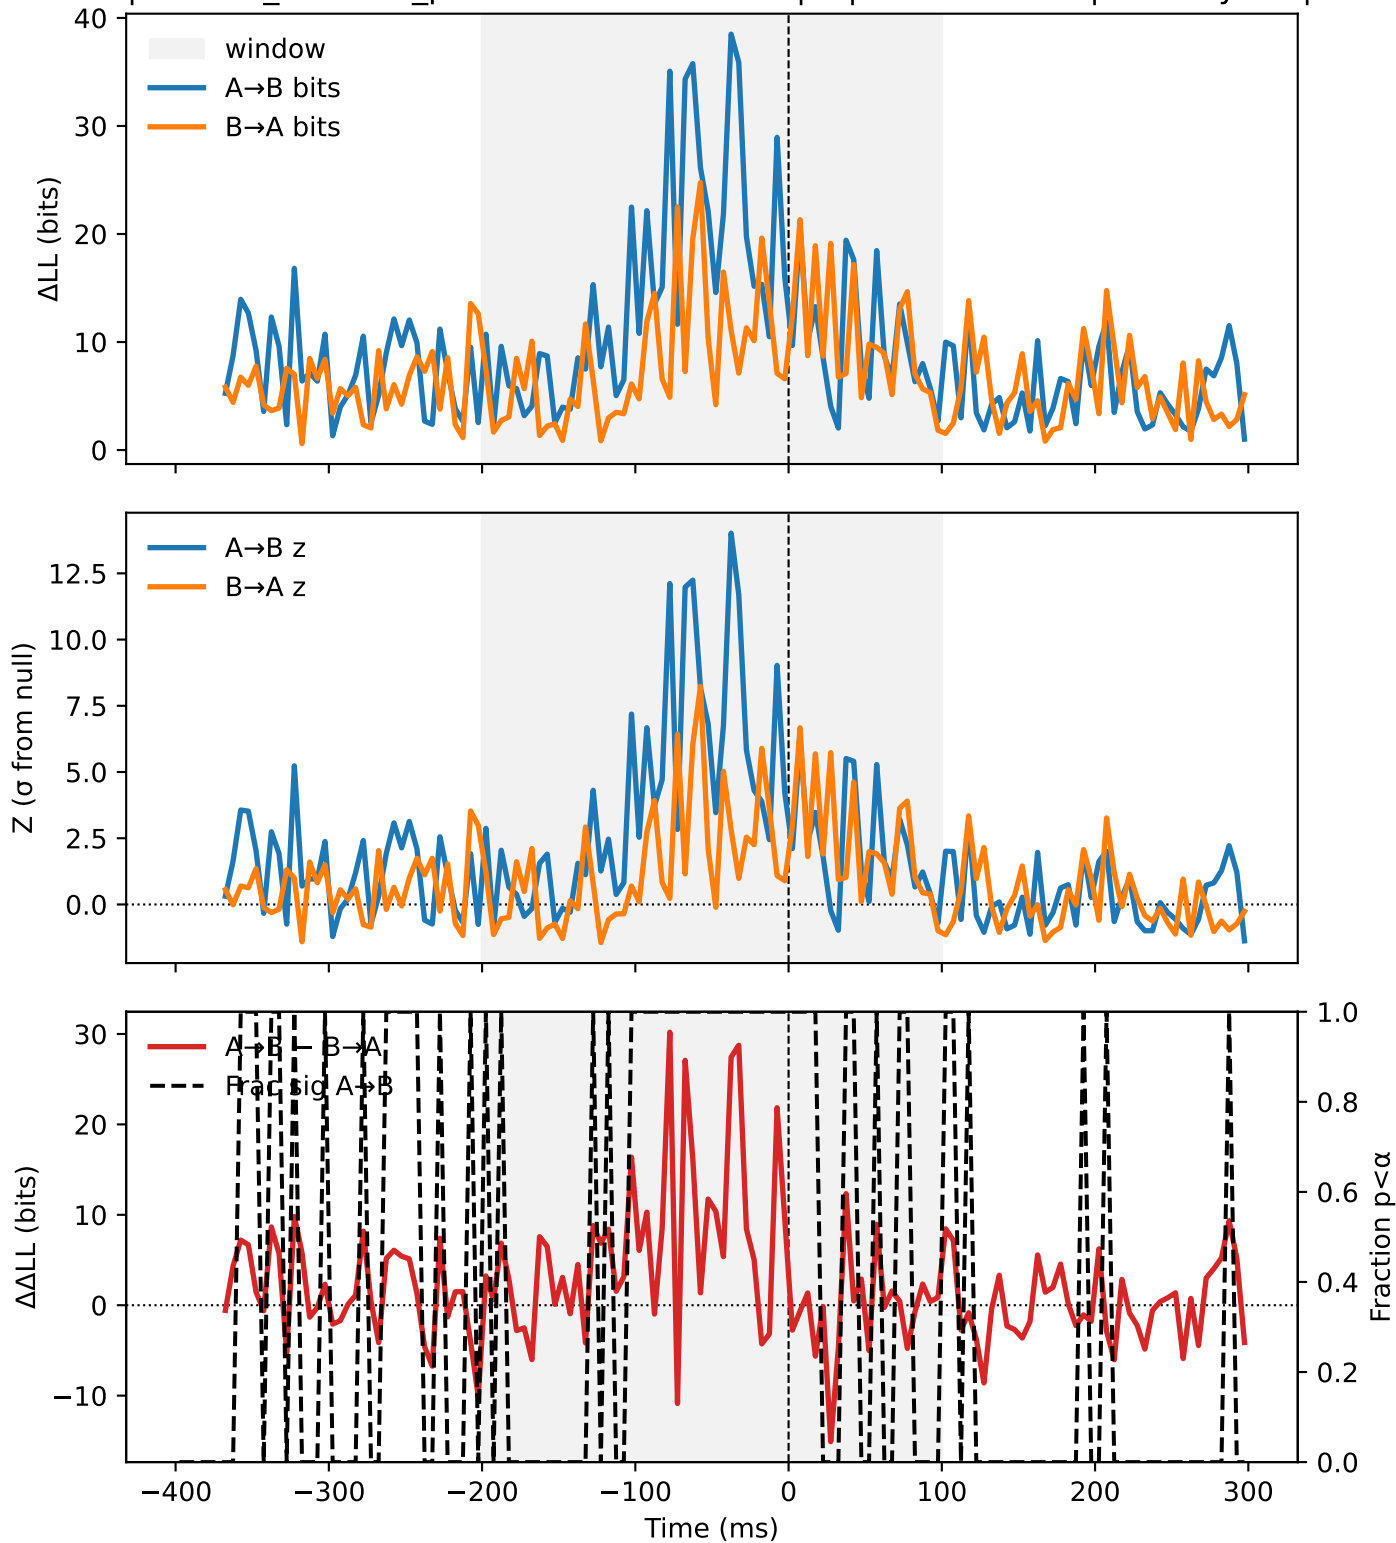 40
30
20
10
0
ΔLL (bits)
window
A→B bits
B→A bits
12.5
10.0
7.5
5.0
2.5
0.0
Z (σ from null)
A→B z
B→A z
30
20
10
0
−10
ΔΔLL (bits)
A→B − B→A
Frac sig A→B
1.0
0.8
0.6
0.4
0.2
0.0
Fraction p<α
−400 −300 −200 −100 0 100 200 300
Time (ms)